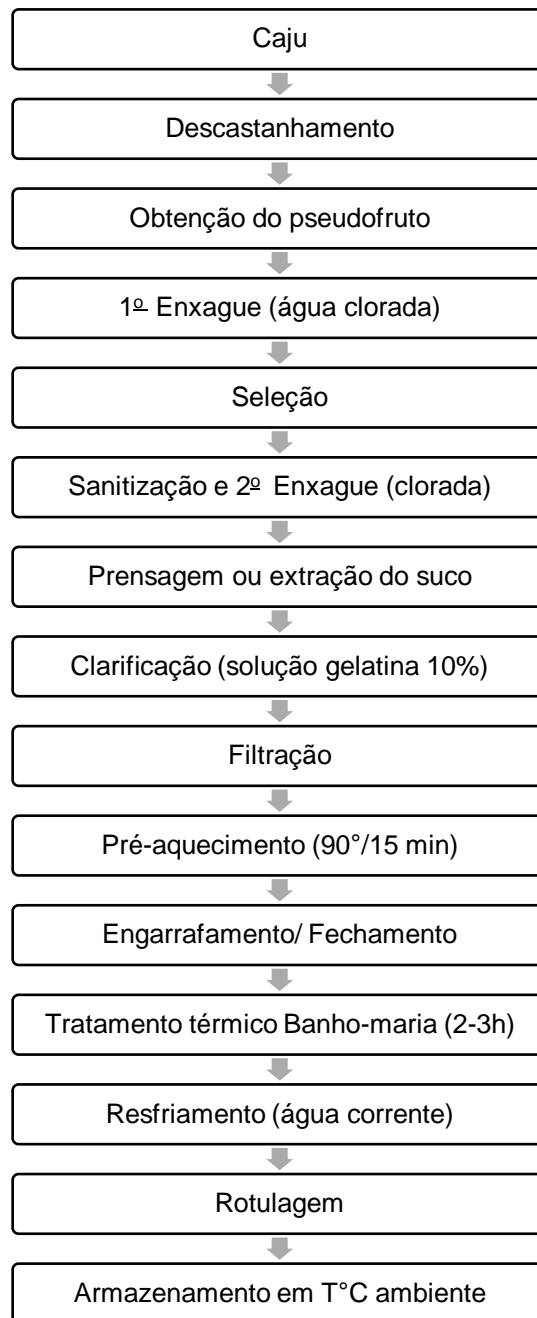 Caju
Descastanhamento
Obtenção do pseudofruto
1º Enxague (água clorada)
Seleção
Sanitização e 2º Enxague (clorada)
Prensagem ou extração do suco
Clarificação (solução gelatina 10%)
Filtração
Pré-aquecimento (90°/15 min)
Engarrafamento/ Fechamento
Tratamento térmico Banho-maria (2-3h)
Resfriamento (água corrente)
Rotulagem
Armazenamento em T°C ambiente